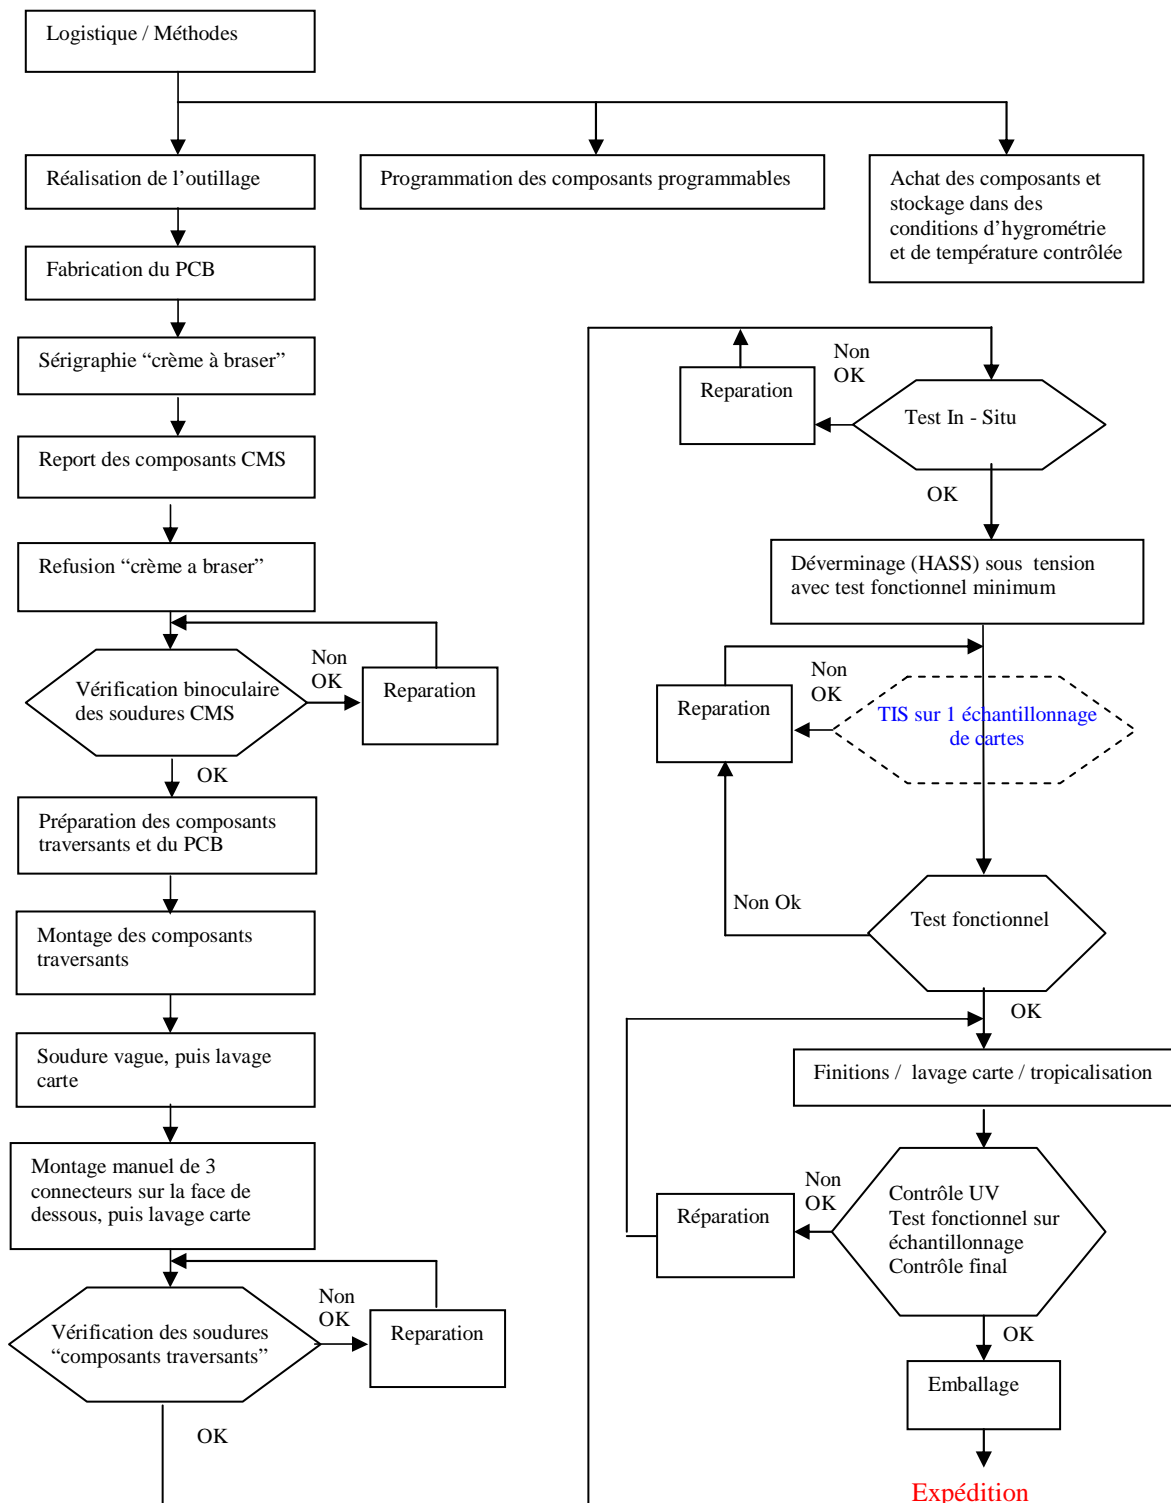 Logistique / Méthodes
Réalisation de l’outillage
Programmation des composants programmables
Achat des composants et
stockage dans des
conditions d’hygrométrie
et de température contrôlée
Fabrication du PCB
Sérigraphie “crème à braser”
Report des composants CMS
Refusion “crème a braser”
Vérification binoculaire
des soudures CMS
Non
OK
Reparation
OK
Préparation des composants
traversants et du PCB
Montage des composants
traversants
Soudure vague, puis lavage
carte
Montage manuel de 3
connecteurs sur la face de
dessous, puis lavage carte
Vérification des soudures
“composants traversants”
Non
OK
Reparation
OK
Test In - Situ
Non
OK
Reparation
OK
Déverminage (HASS) sous  tension
avec test fonctionnel minimum
TIS sur 1 échantillonnage
de cartes
Non
OK
Reparation
Test fonctionnel
Non Ok
OK
Finitions /  lavage carte / tropicalisation
Contrôle UV
Test fonctionnel sur
échantillonnage
Contrôle final
Non
OK
Réparation
OK
Emballage
Expédition